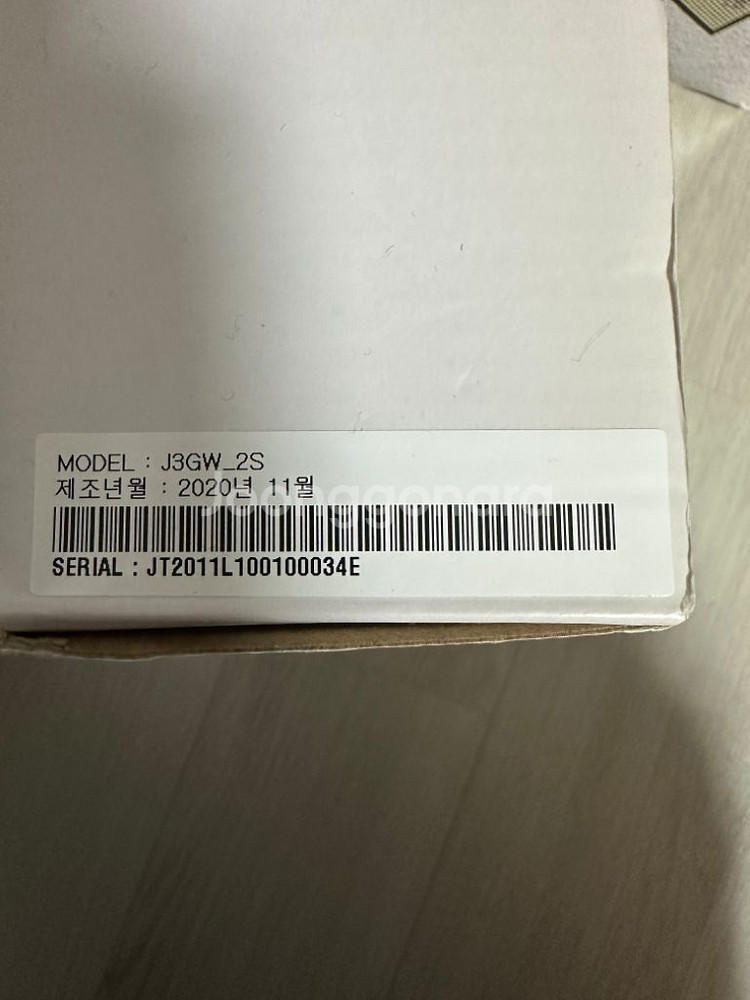 MODEL : J3GW_2S
제조년월 : 2020년 11월
Joonggonara
SERIAL : JT2011L100100034E